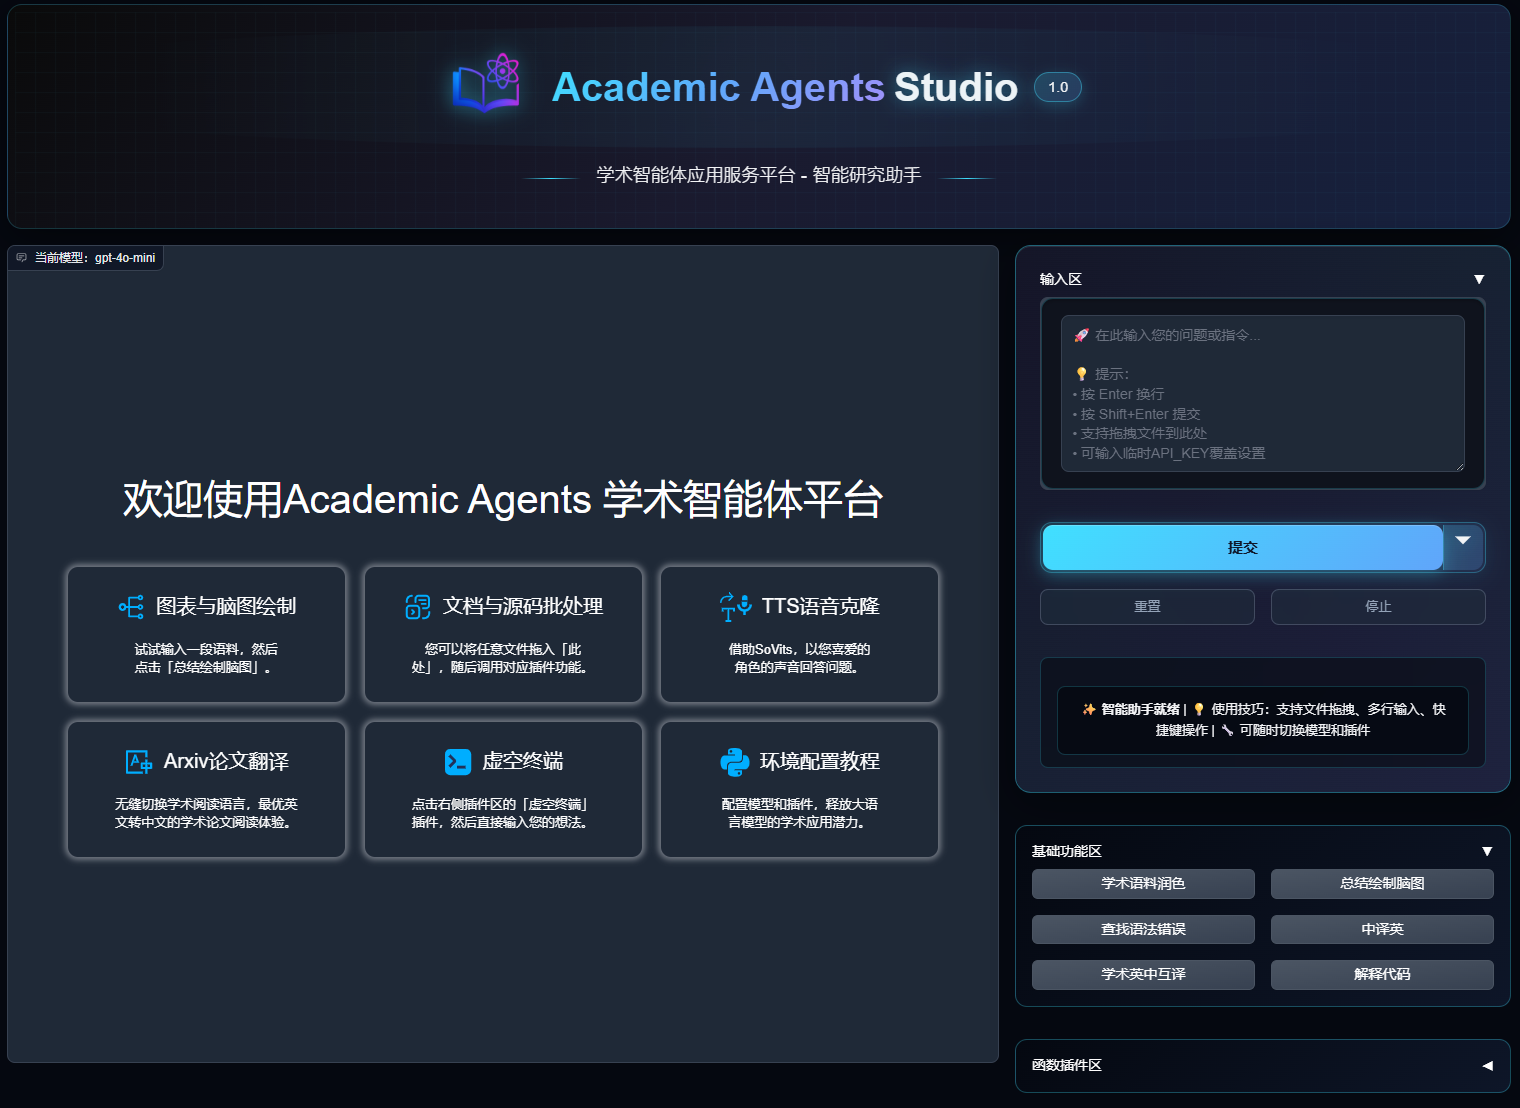 Academic Agents Studio 1.0
学术智能体应用服务平台 - 智能研究助手
当前模型：gpt-4o-mini
欢迎使用Academic Agents 学术智能体平台
图表与脑图绘制
试试输入一段语料，然后
点击「总结绘制脑图」。
文档与源码批处理
您可以将任意文件拖入「此
处」，随后调用对应插件功能。
TTS语音克隆
借助SoVits，以您喜爱的
角色的声音回答问题。
Arxiv论文翻译
无缝切换学术阅读语言，最优英
文转中文的学术论文阅读体验。
虚空终端
点击右侧插件区的「虚空终端」
插件，然后直接输入您的想法。
环境配置教程
配置模型和插件，释放大语
言模型的学术应用潜力。
输入区
🚀 在此输入您的问题或指令...
💡 提示：
• 按 Enter 换行
• 按 Shift+Enter 提交
• 支持拖拽文件到此处
• 可输入临时API_KEY覆盖设置
提交
重置
停止
✨ 智能助手就绪 | 💡 使用技巧：支持文件拖拽、多行输入、快
捷键操作 | 🔧 可随时切换模型和插件
基础功能区
学术语料润色
总结绘制脑图
查找语法错误
中译英
学术英中互译
解释代码
函数插件区